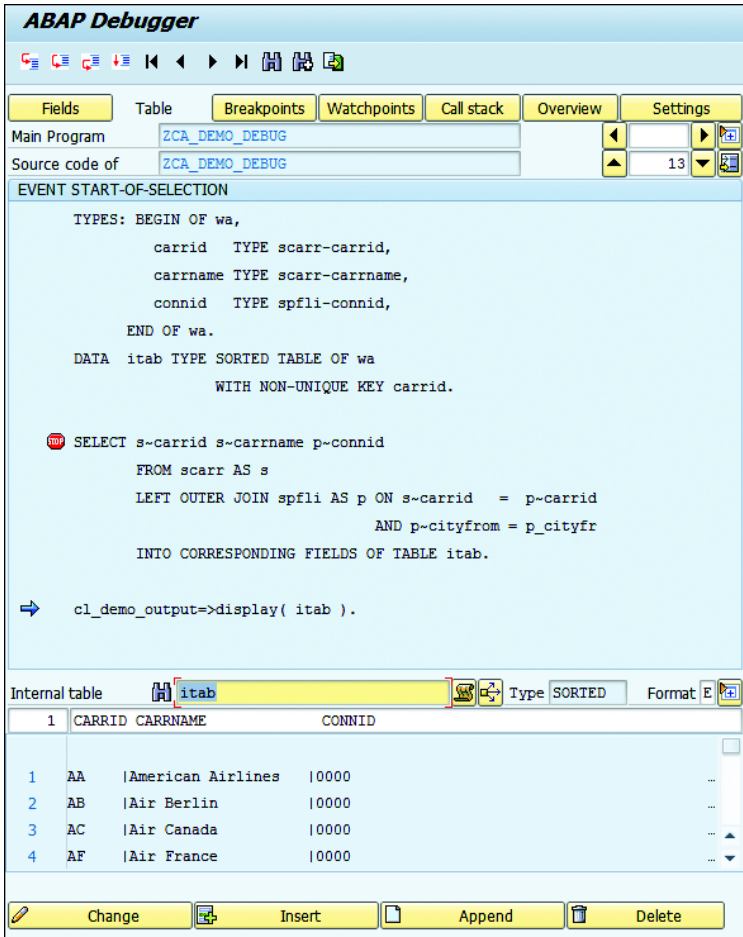 ABAP Debugger
Fields Table Breakpoints Watchpoints Call stack Overview Settings
Main Program ZCA_DEMO_DEBUG
Source code of ZCA_DEMO_DEBUG 13
EVENT START-OF-SELECTION
TYPES: BEGIN OF wa,
carrid TYPE scarr-carrid,
carrname TYPE scarr-carrname,
connid TYPE spfli-connid,
END OF wa.
DATA itab TYPE SORTED TABLE OF wa
WITH NON-UNIQUE KEY carrid.
STOP SELECT s~carrid s~carrname p~connid
FROM scarr AS s
LEFT OUTER JOIN spfli AS p ON s~carrid = p~carrid
AND p~cityfrom = p_cityfr
INTO CORRESPONDING FIELDS OF TABLE itab.
cl_demo_output=>display( itab ).
Internal table itab Type SORTED Format E
1 CARRID CARRNAME CONNID
1 AA |American Airlines |0000 ...
2 AB |Air Berlin |0000 ...
3 AC |Air Canada |0000 ...
4 AF |Air France |0000 ...
Change Insert Append Delete